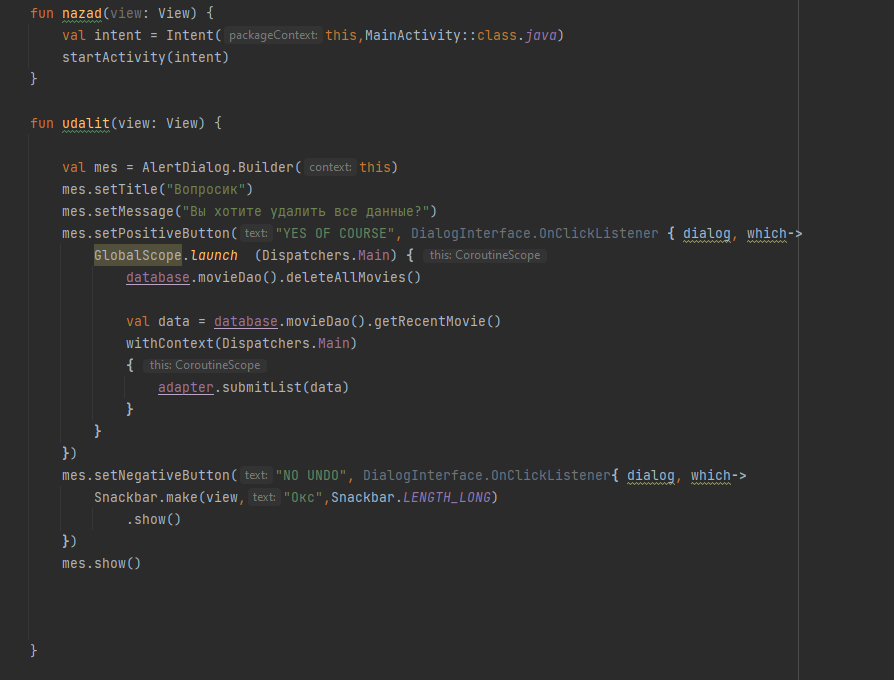 fun nazad(view: View) {
val intent = Intent( packageContext: this,MainActivity::class.java)
startActivity(intent)
}
fun udalit(view: View) {
val mes = AlertDialog.Builder( context: this)
mes.setTitle("Вопросик")
mes.setMessage("Вы хотите удалить все данные?")
mes.setPositiveButton( text: "YES OF COURSE", DialogInterface.OnClickListener { dialog, which->
GlobalScope.launch (Dispatchers.Main) { this: CoroutineScope
database.movieDao().deleteAllMovies()
val data = database.movieDao().getRecentMovie()
withContext(Dispatchers.Main)
{ this: CoroutineScope
adapter.submitList(data)
}
}
})
mes.setNegativeButton( text: "NO UNDO", DialogInterface.OnClickListener{ dialog, which->
Snackbar.make(view, text: "Окс",Snackbar.LENGTH_LONG)
.show()
})
mes.show()
}